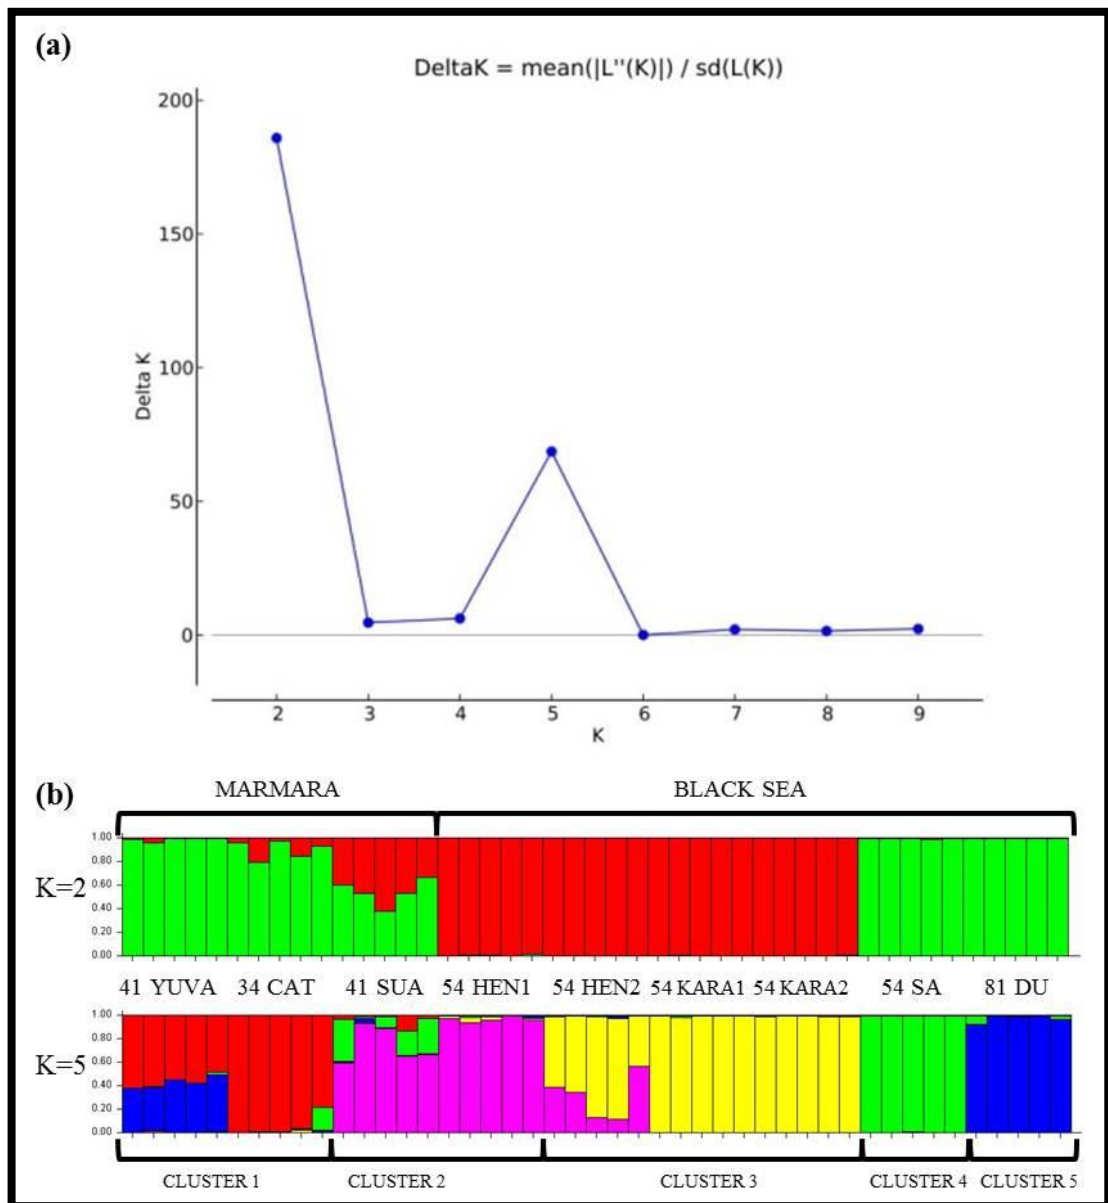 (a)
DeltaK = mean(|L''(K)|) / sd(L(K))
200
150
100
50
0
Delta K
2 3 4 5 6 7 8 9
K
(b)
MARMARA BLACK SEA
K=2
1.00
0.80
0.60
0.40
0.20
0.00
41 YUVA 34 CAT 41 SUA 54 HEN1 54 HEN2 54 KARA1 54 KARA2 54 SA 81 DU
K=5
1.00
0.80
0.60
0.40
0.20
0.00
CLUSTER 1 CLUSTER 2 CLUSTER 3 CLUSTER 4 CLUSTER 5